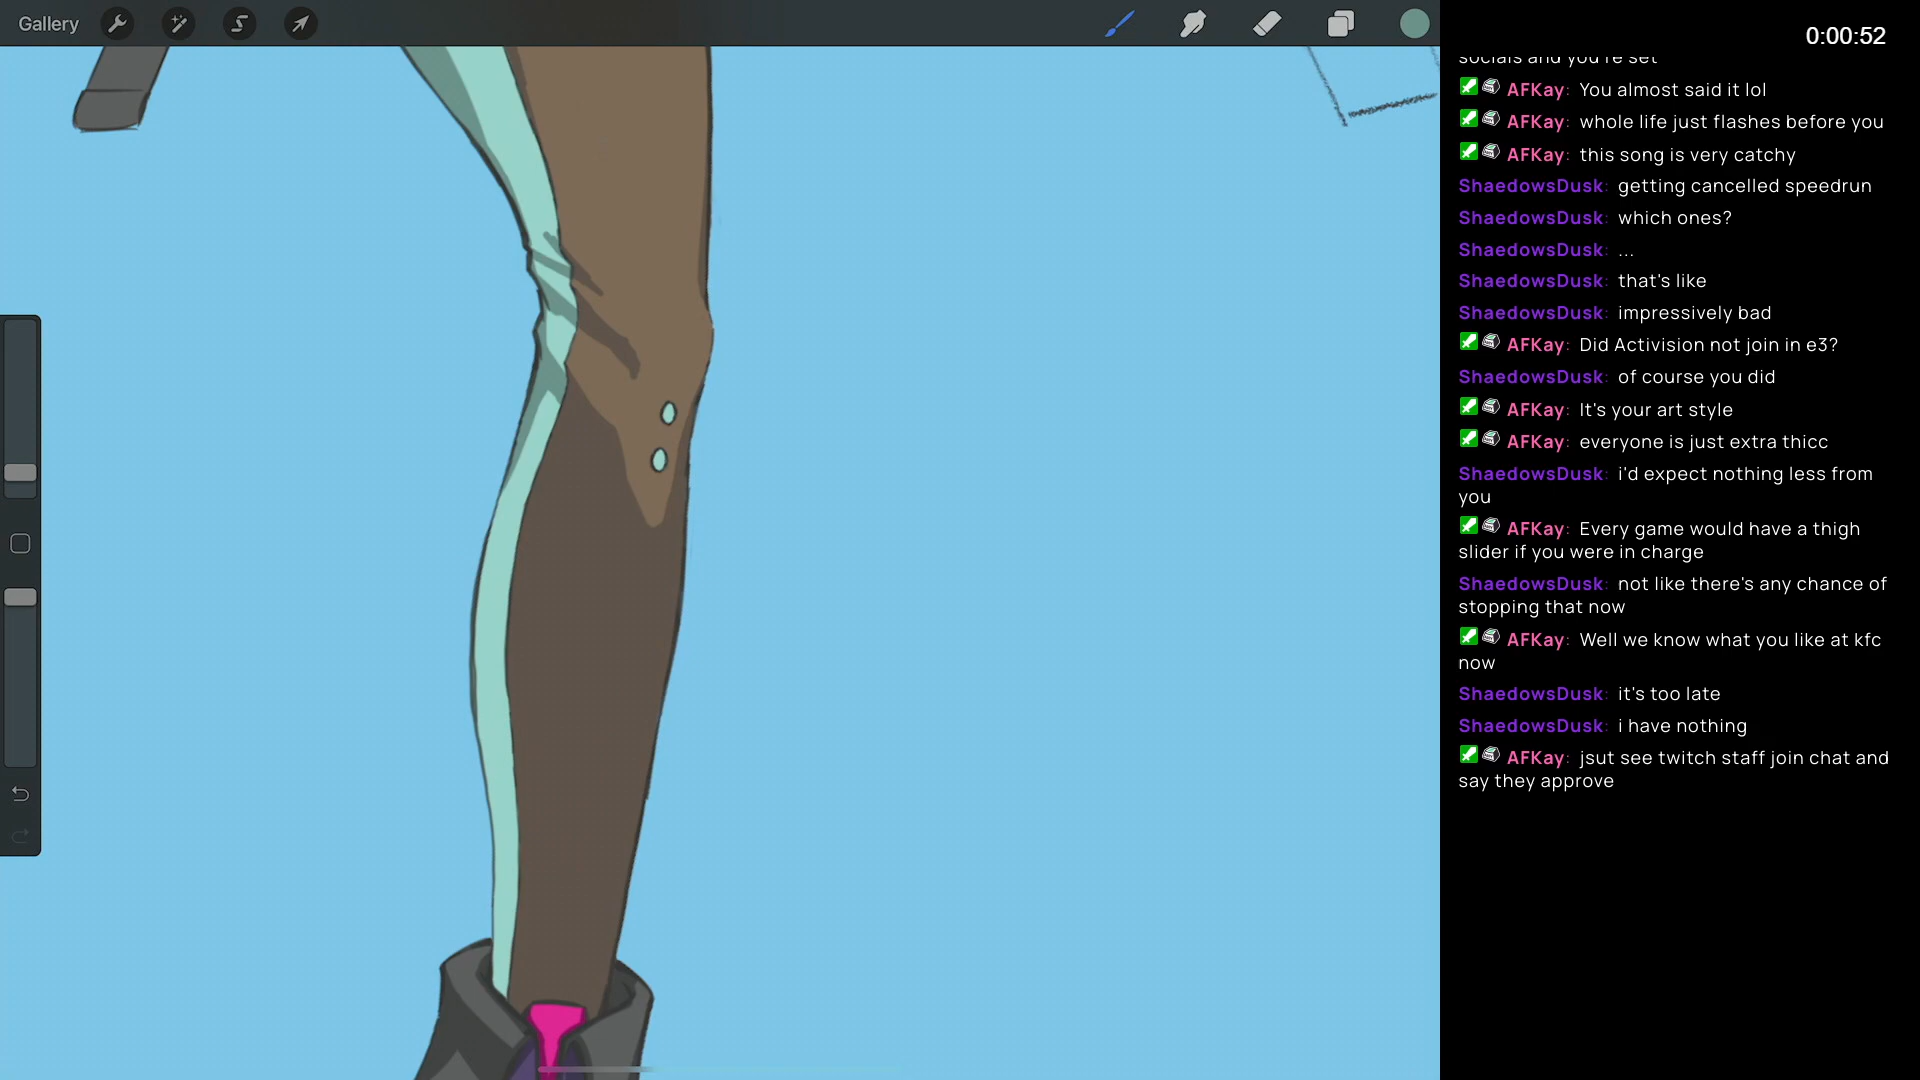 Gallery
0:00:52
socials and you're set
AFKay: You almost said it lol
AFKay: whole life just flashes before you
AFKay: this song is very catchy
ShaedowsDusk: getting cancelled speedrun
ShaedowsDusk: which ones?
ShaedowsDusk: ...
ShaedowsDusk: that's like
ShaedowsDusk: impressively bad
AFKay: Did Activision not join in e3?
ShaedowsDusk: of course you did
AFKay: It's your art style
AFKay: everyone is just extra thicc
ShaedowsDusk: i'd expect nothing less from
you
AFKay: Every game would have a thigh
slider if you were in charge
ShaedowsDusk: not like there's any chance of
stopping that now
AFKay: Well we know what you like at kfc
now
ShaedowsDusk: it's too late
ShaedowsDusk: i have nothing
AFKay: jsut see twitch staff join chat and
say they approve